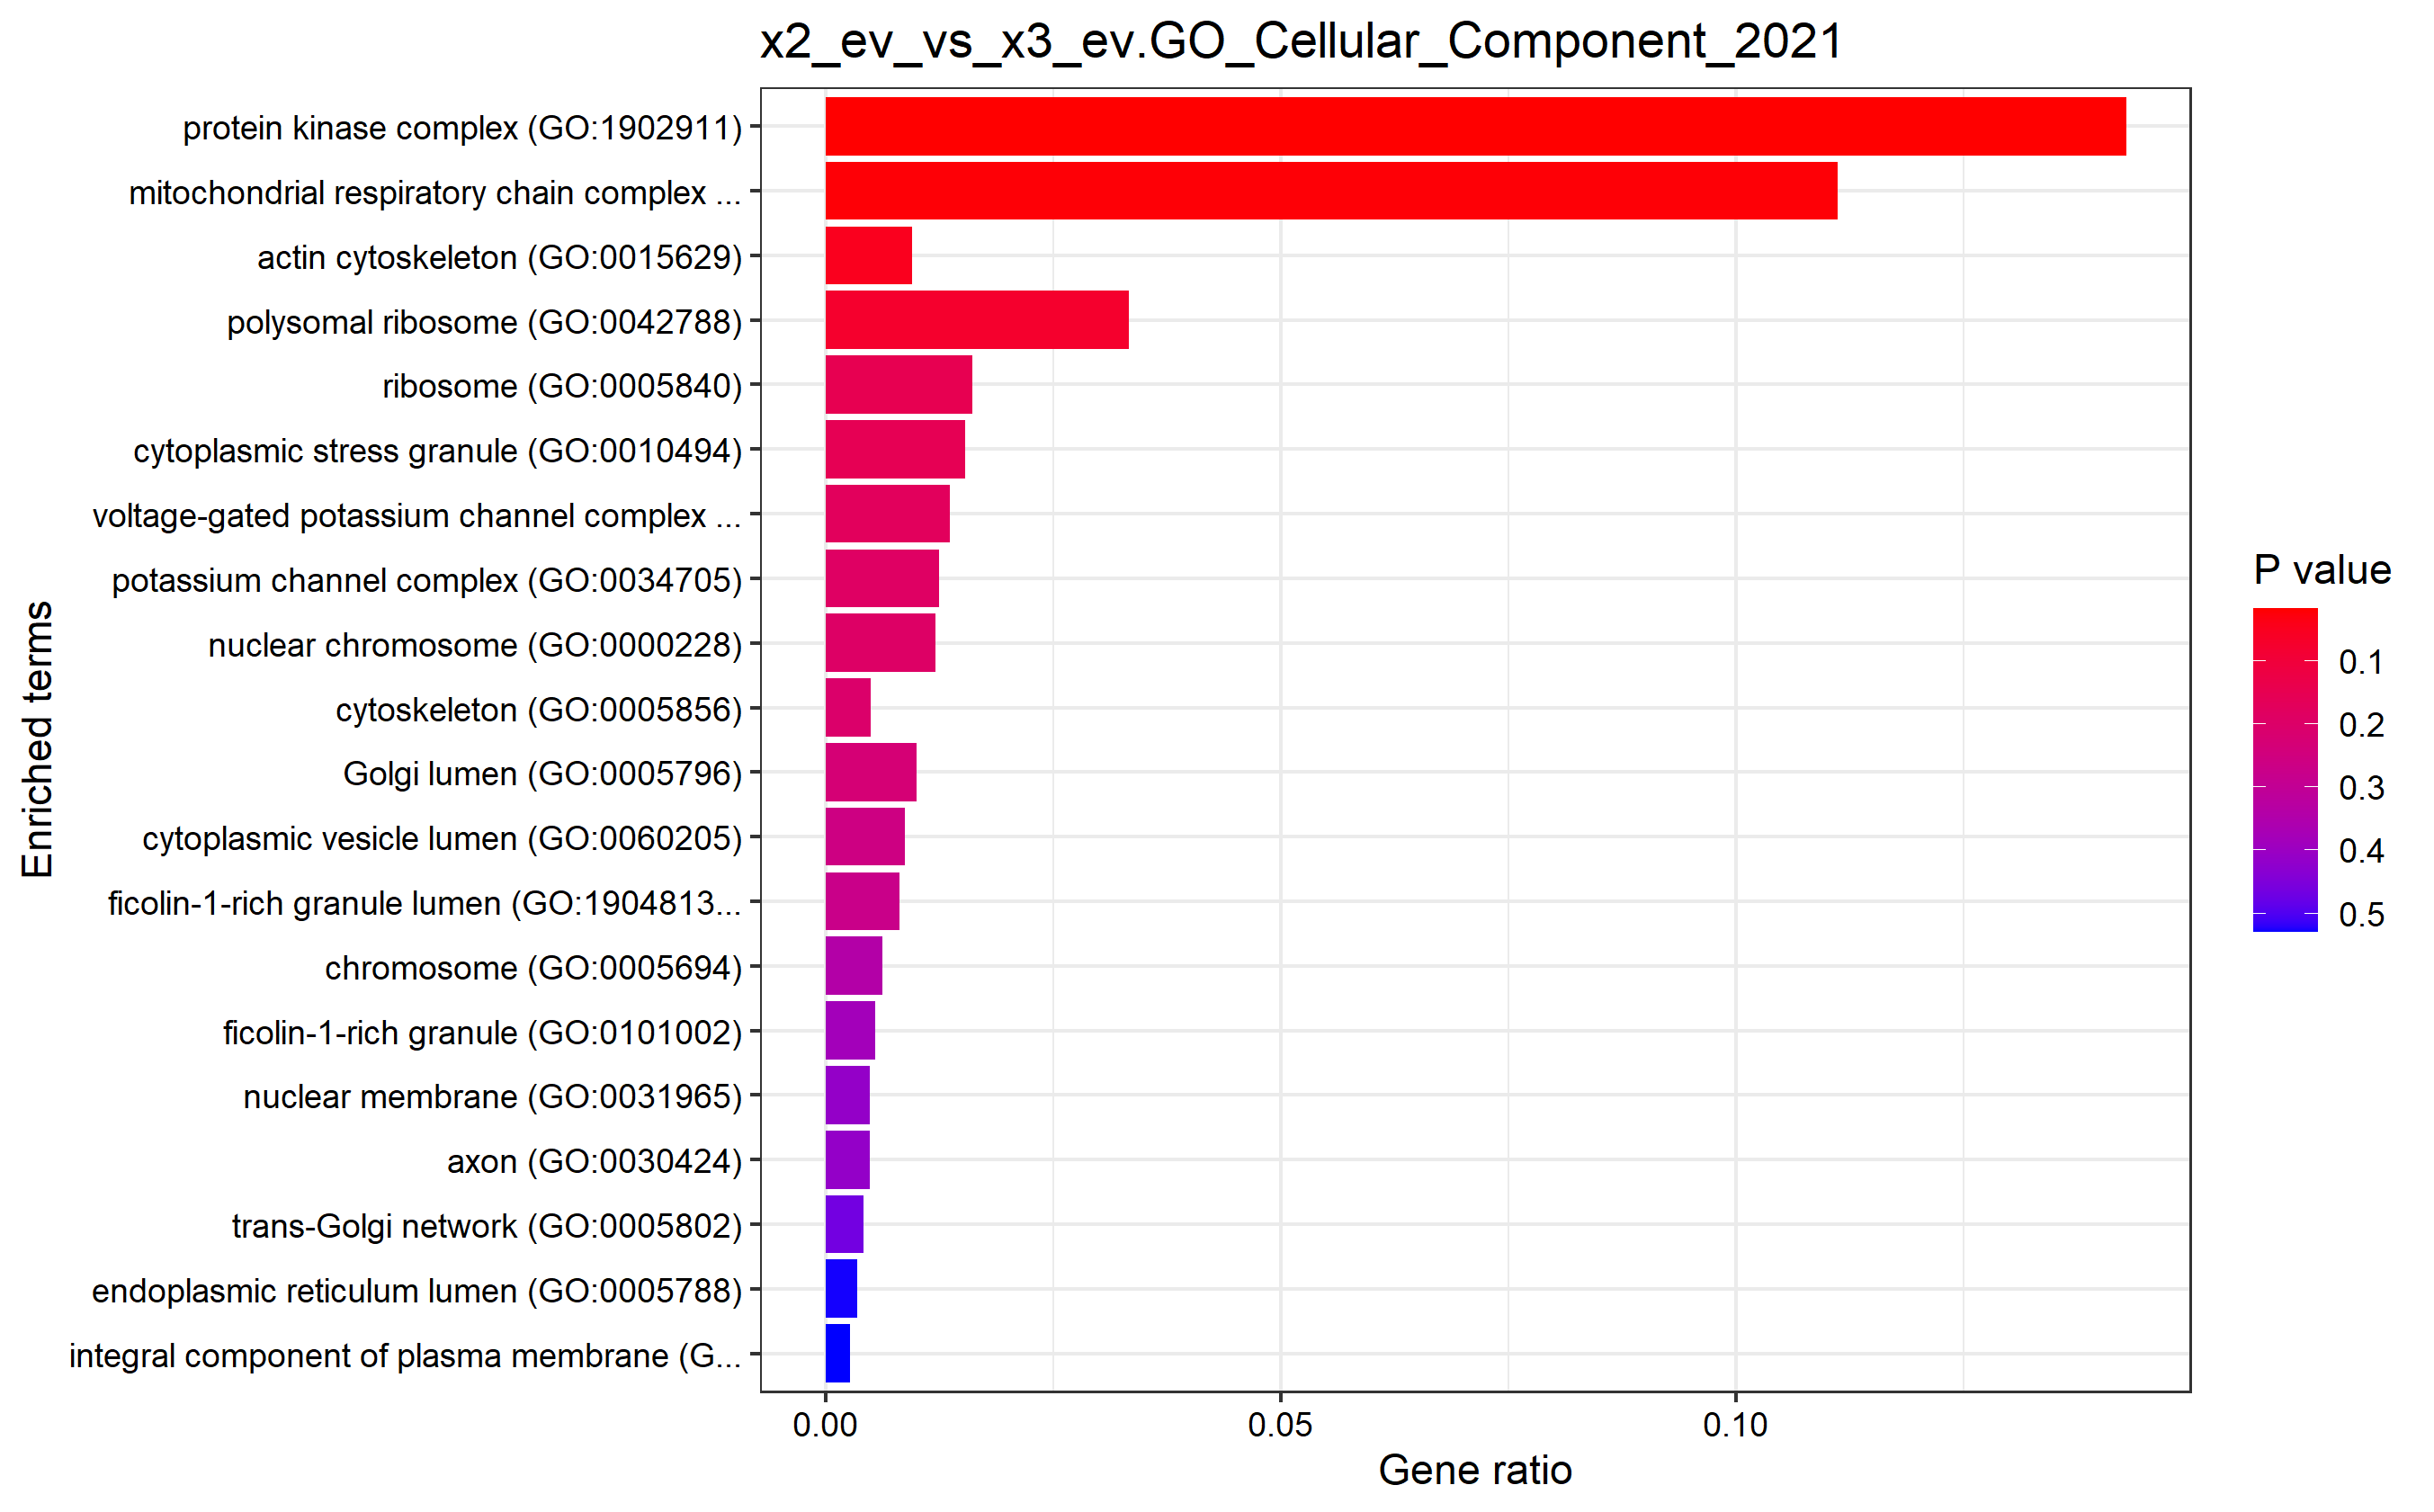 x2_ev_vs_x3_ev.GO_Cellular_Component_2021
protein kinase complex (GO:1902911)
mitochondrial respiratory chain complex ...
actin cytoskeleton (GO:0015629)
polysomal ribosome (GO:0042788)
ribosome (GO:0005840)
cytoplasmic stress granule (GO:0010494)
voltage-gated potassium channel complex ...
potassium channel complex (GO:0034705)
nuclear chromosome (GO:0000228)
cytoskeleton (GO:0005856)
Golgi lumen (GO:0005796)
cytoplasmic vesicle lumen (GO:0060205)
ficolin-1-rich granule lumen (GO:1904813...
chromosome (GO:0005694)
ficolin-1-rich granule (GO:0101002)
nuclear membrane (GO:0031965)
axon (GO:0030424)
trans-Golgi network (GO:0005802)
endoplasmic reticulum lumen (GO:0005788)
integral component of plasma membrane (G...
Enriched terms
0.00 0.05 0.10
Gene ratio
P value
0.1
0.2
0.3
0.4
0.5